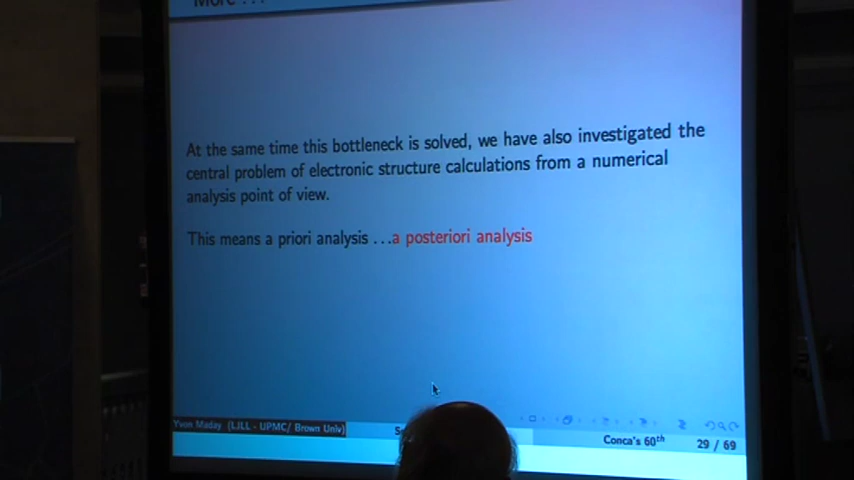 More ...
At the same time this bottleneck is solved, we have also investigated the
central problem of electronic structure calculations from a numerical
analysis point of view.
This means a priori analysis ...a posteriori analysis
Yvon Maday (LJLL - UPMC/ Brown Univ)
Conca's 60th
29 / 69